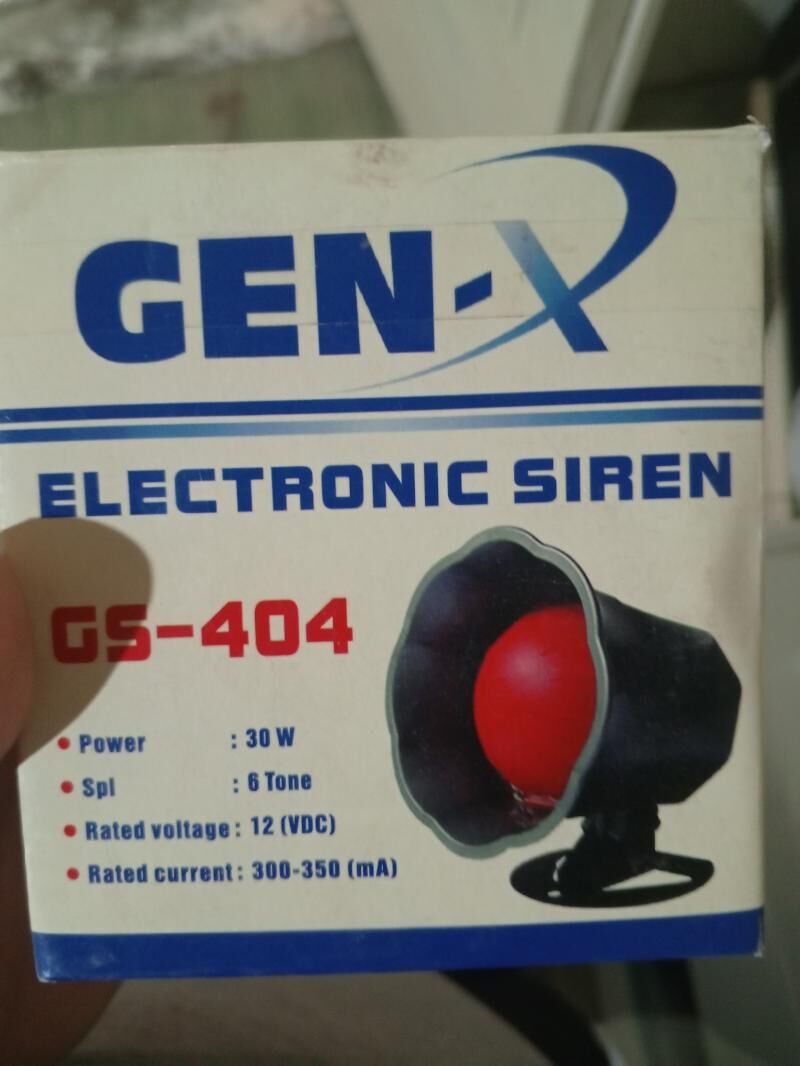 GEN-X
ELECTRONIC SIREN
GS-404
• Power : 30 W
• Spl : 6 Tone
• Rated voltage : 12 (VDC)
• Rated current : 300-350 (mA)